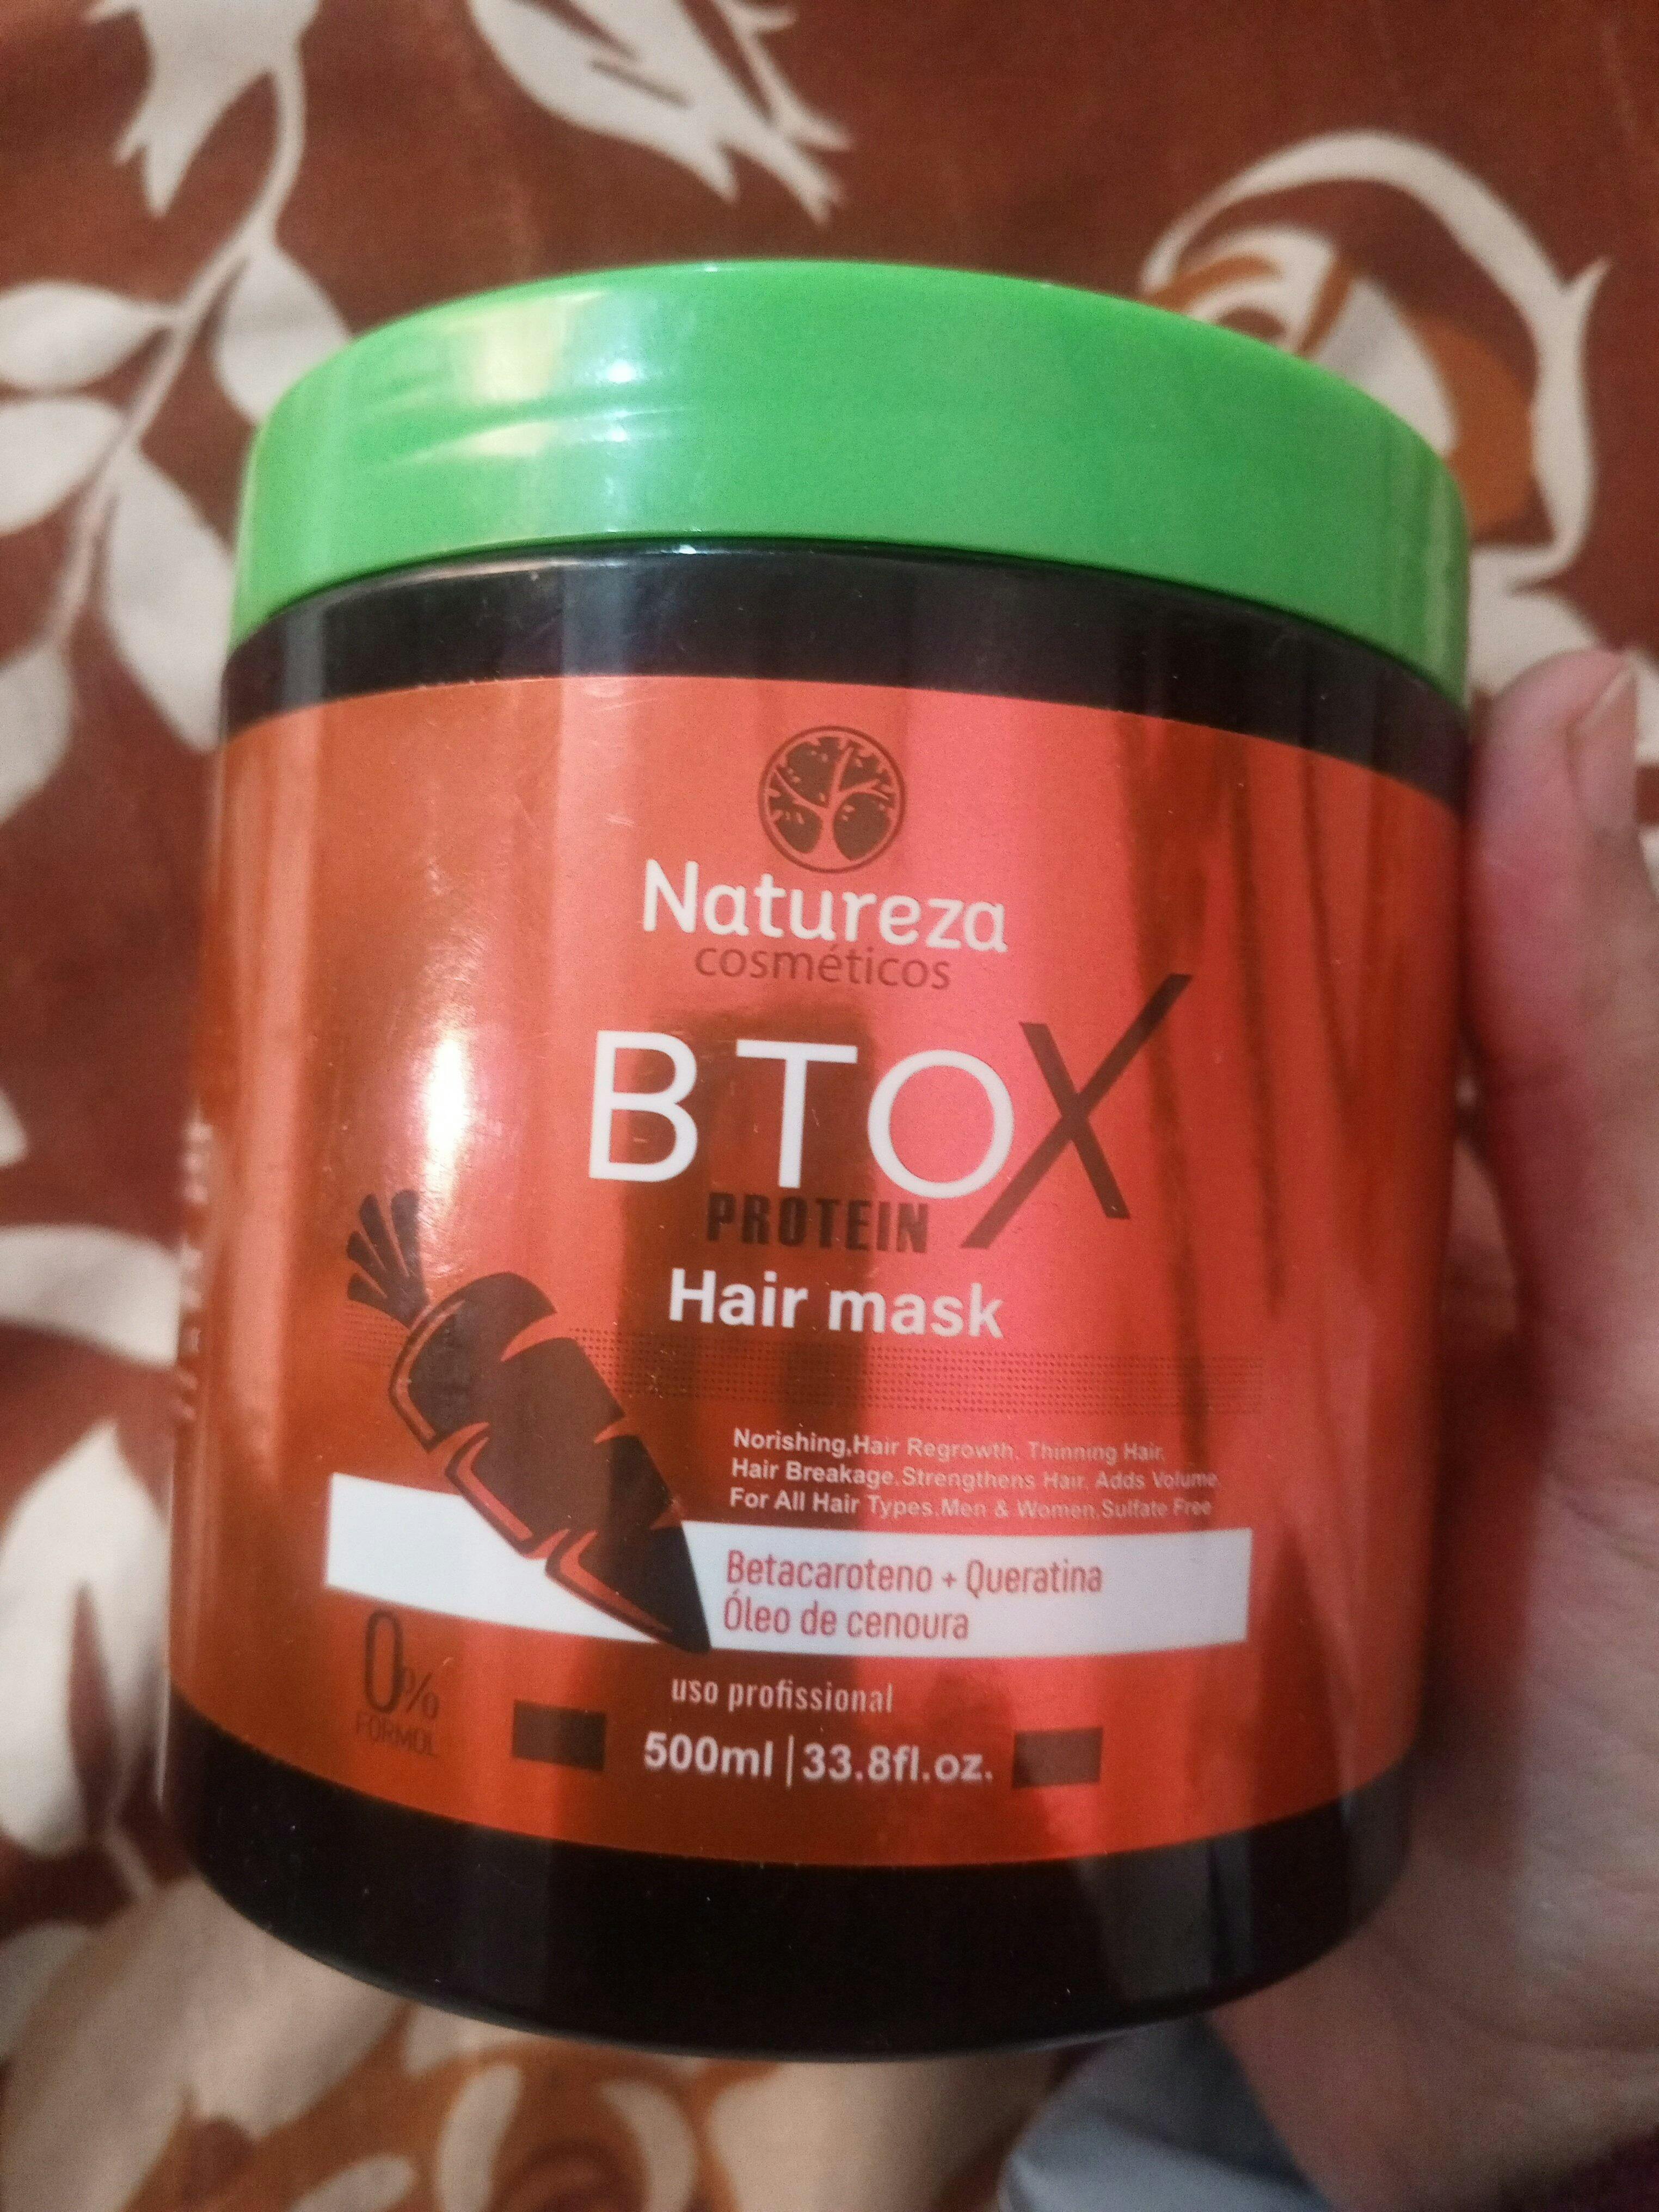 Natureza
cosméticos
BTOX
PROTEIN
Hair mask
Norishing,Hair Regrowth, Thinning Hair,
Hair Breakage,Strengthens Hair, Adds Volume,
For All Hair Types,Men & Women,Sulfate Free
Betacaroteno + Queratina
Óleo de cenoura
0%
FORMOL
uso profissional
500ml | 33.8fl.oz.